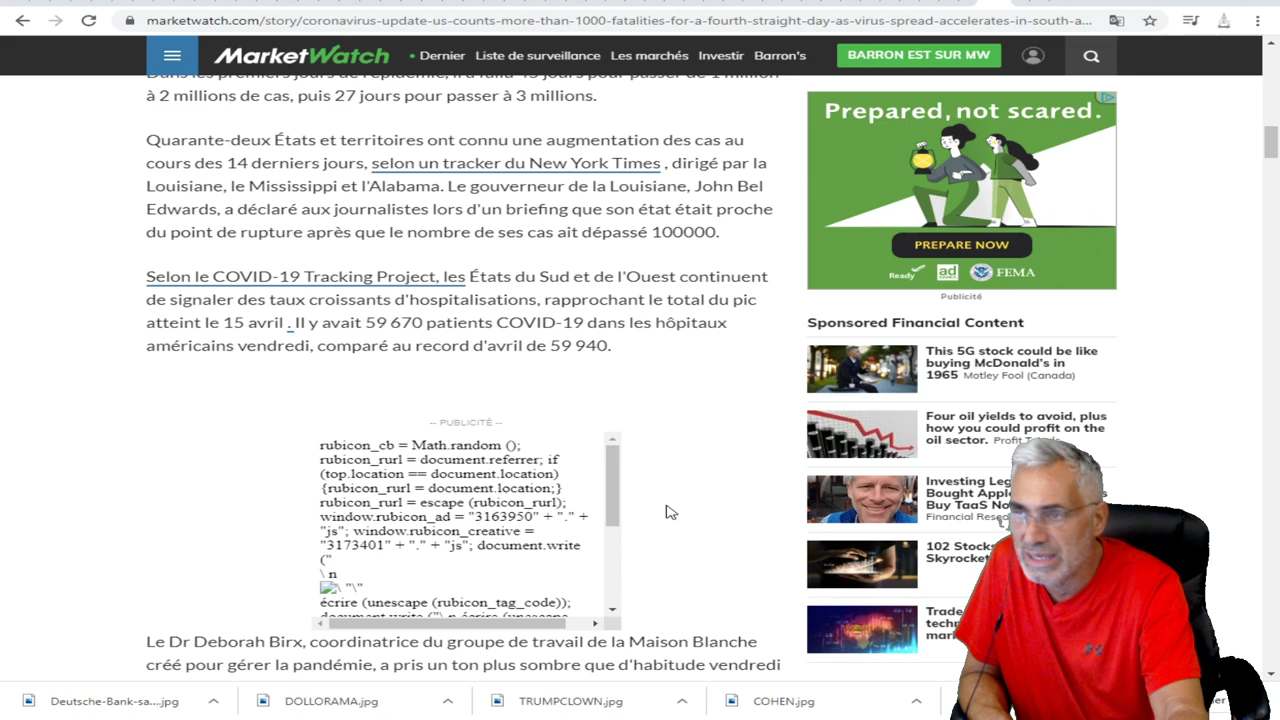 marketwatch.com/story/coronavirus-update-us-counts-more-than-1000-fatalities-for-a-fourth-straight-day-as-virus-spread-accelerates-in-south-a...
MarketWatch
• Dernier Liste de surveillance Les marchés Investir Barron's
BARRON EST SUR MW
à 2 millions de cas, puis 27 jours pour passer à 3 millions.
Quarante-deux États et territoires ont connu une augmentation des cas au
cours des 14 derniers jours, selon un tracker du New York Times , dirigé par la
Louisiane, le Mississippi et l'Alabama. Le gouverneur de la Louisiane, John Bel
Edwards, a déclaré aux journalistes lors d'un briefing que son état était proche
du point de rupture après que le nombre de ses cas ait dépassé 100000.
Selon le COVID-19 Tracking Project, les États du Sud et de l'Ouest continuent
de signaler des taux croissants d'hospitalisations, rapprochant le total du pic
atteint le 15 avril . Il y avait 59 670 patients COVID-19 dans les hôpitaux
américains vendredi, comparé au record d'avril de 59 940.
-- PUBLICITÉ --
rubicon_cb = Math.random ();
rubicon_rurl = document.referrer; if
(top.location == document.location)
{rubicon_rurl = document.location;}
rubicon_rurl = escape (rubicon_rurl);
window.rubicon_ad = "3163950" + "." +
"js"; window.rubicon_creative =
"3173401" + "." + "js"; document.write
("
\ n
\ "\"
écrire (unescape (rubicon_tag_code));
Le Dr Deborah Birx, coordinatrice du groupe de travail de la Maison Blanche
créé pour gérer la pandémie, a pris un ton plus sombre que d'habitude vendredi
Prepared, not scared.
PREPARE NOW
Ready
ad
FEMA
Publicité
Sponsored Financial Content
This 5G stock could be like
buying McDonald's in
1965 Motley Fool (Canada)
Four oil yields to avoid, plus
how you could profit on the
oil sector. Profit
Investing
Bought
Buy TaaS
Financial
102 Stocks
Skyrocket
Deutsche-Bank-sa....jpg
DOLLORAMA.jpg
TRUMPCLOWN.jpg
COHEN.jpg